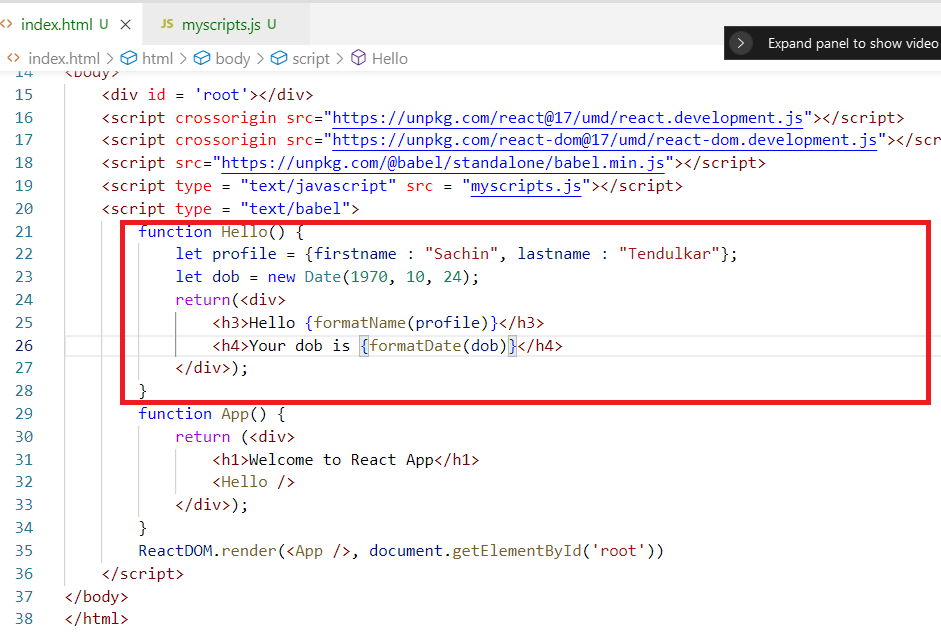 index.html U ×
JS myscripts.js U
Expand panel to show video
index.html > html > body > script > Hello
14 <body>
15 <div id = 'root'></div>
16 <script crossorigin src="https://unpkg.com/react@17/umd/react.development.js"></script>
17 <script crossorigin src="https://unpkg.com/react-dom@17/umd/react-dom.development.js"></scr
18 <script src="https://unpkg.com/@babel/standalone/babel.min.js"></script>
19 <script type = "text/javascript" src = "myscripts.js"></script>
20 <script type = "text/babel">
21 function Hello() {
22 let profile = {firstname : "Sachin", lastname : "Tendulkar"};
23 let dob = new Date(1970, 10, 24);
24 return(<div>
25 <h3>Hello {formatName(profile)}</h3>
26 <h4>Your dob is {formatDate(dob)}</h4>
27 </div>);
28 }
29 function App() {
30 return (<div>
31 <h1>Welcome to React App</h1>
32 <Hello />
33 </div>);
34 }
35 ReactDOM.render(<App />, document.getElementById('root'))
36 </script>
37 </body>
38 </html>